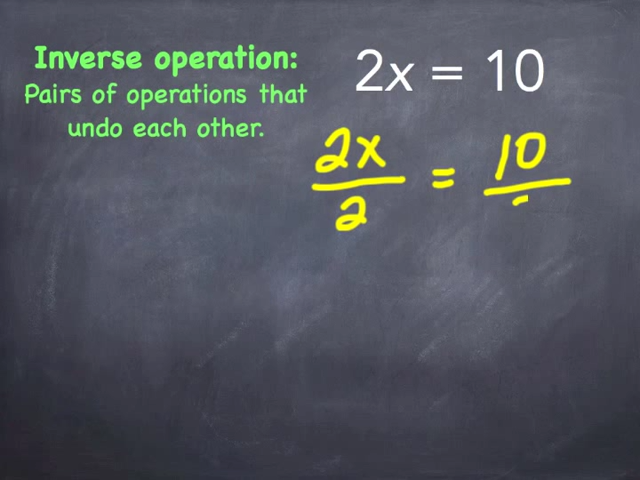 Inverse operation:
Pairs of operations that
undo each other.
2x = 10
2x = 10
2